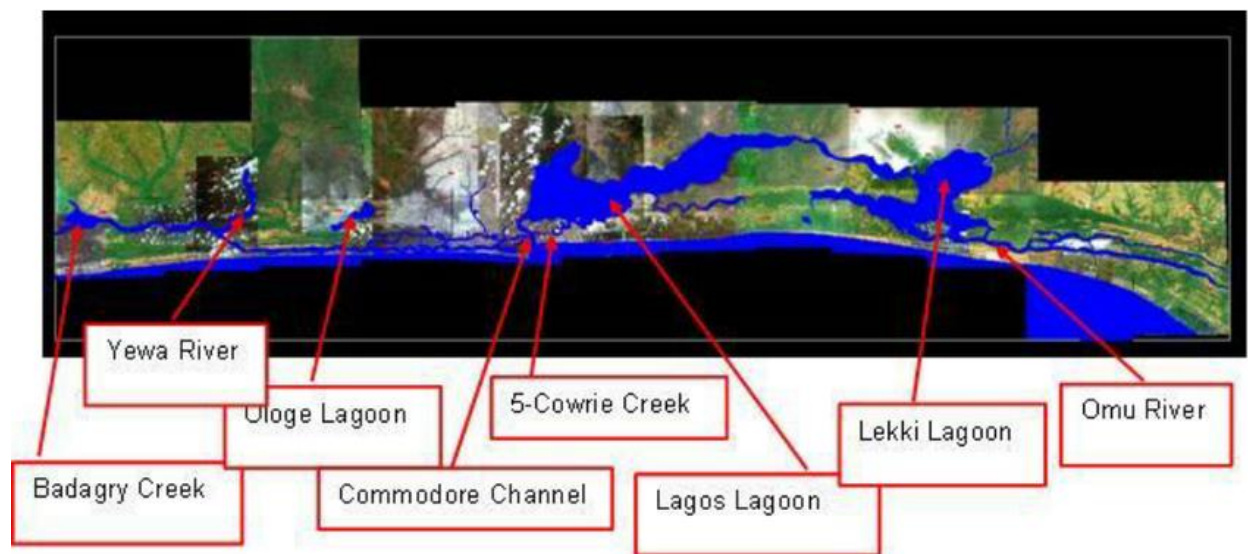 Yewa River
Ologe Lagoon
5-Cowrie Creek
Omu River
Lekki Lagoon
Badagry Creek
Commodore Channel
Lagos Lagoon